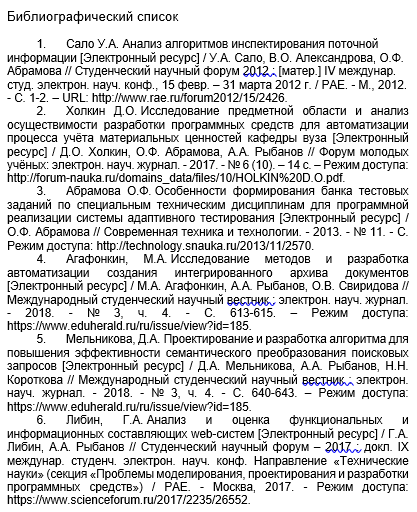 Библиографический список
1. Сало У.А. Анализ алгоритмов инспектирования поточной
информации [Электронный ресурс] / У.А. Сало, В.О. Александрова, О.Ф.
Абрамова // Студенческий научный форум 2012 : [матер.] IV междунар.
студ. электрон. науч. конф., 15 февр. – 31 марта 2012 г. / РАЕ. - М., 2012.
- С. 1-2. – URL: http://www.rae.ru/forum2012/15/2426.
2. Холкин Д.О. Исследование предметной области и анализ
осуществимости разработки программных средств для автоматизации
процесса учёта материальных ценностей кафедры вуза [Электронный
ресурс] / Д.О. Холкин, О.Ф. Абрамова, А.А. Рыбанов // Форум молодых
учёных: электрон. науч. журнал. - 2017. - № 6 (10). – 14 с. – Режим доступа:
http://forum-nauka.ru/domains_data/files/10/HOLKIN%20D.O.pdf.
3. Абрамова О.Ф. Особенности формирования банка тестовых
заданий по специальным техническим дисциплинам для программной
реализации системы адаптивного тестирования [Электронный ресурс] /
О.Ф. Абрамова // Современная техника и технологии. - 2013. - № 11. - С.
Режим доступа: http://technology.snauka.ru/2013/11/2570.
4. Агафонкин, М.А. Исследование методов и разработка
автоматизации создания интегрированного архива документов
[Электронный ресурс] / М.А. Агафонкин, А.А. Рыбанов, О.В. Свиридова //
Международный студенческий научный вестник : электрон. науч. журнал.
- 2018. - № 3, ч. 4. - С. 613-615. – Режим доступа:
https://www.eduherald.ru/ru/issue/view?id=185.
5. Мельникова, Д.А. Проектирование и разработка алгоритма для
повышения эффективности семантического преобразования поисковых
запросов [Электронный ресурс] / Д.А. Мельникова, А.А. Рыбанов, Н.Н.
Короткова // Международный студенческий научный вестник : электрон.
науч. журнал. - 2018. - № 3, ч. 4. - С. 640-643. – Режим доступа:
https://www.eduherald.ru/ru/issue/view?id=185.
6. Либин, Г.А. Анализ и оценка функциональных и
информационных составляющих web-систем [Электронный ресурс] / Г.А.
Либин, А.А. Рыбанов // Студенческий научный форум – 2017 : докл. IX
междунар. студенч. электрон. науч. конф. Направление «Технические
науки» (секция «Проблемы моделирования, проектирования и разработки
программных средств») / РАЕ. - Москва, 2017. - Режим доступа:
https://www.scienceforum.ru/2017/2235/26552.